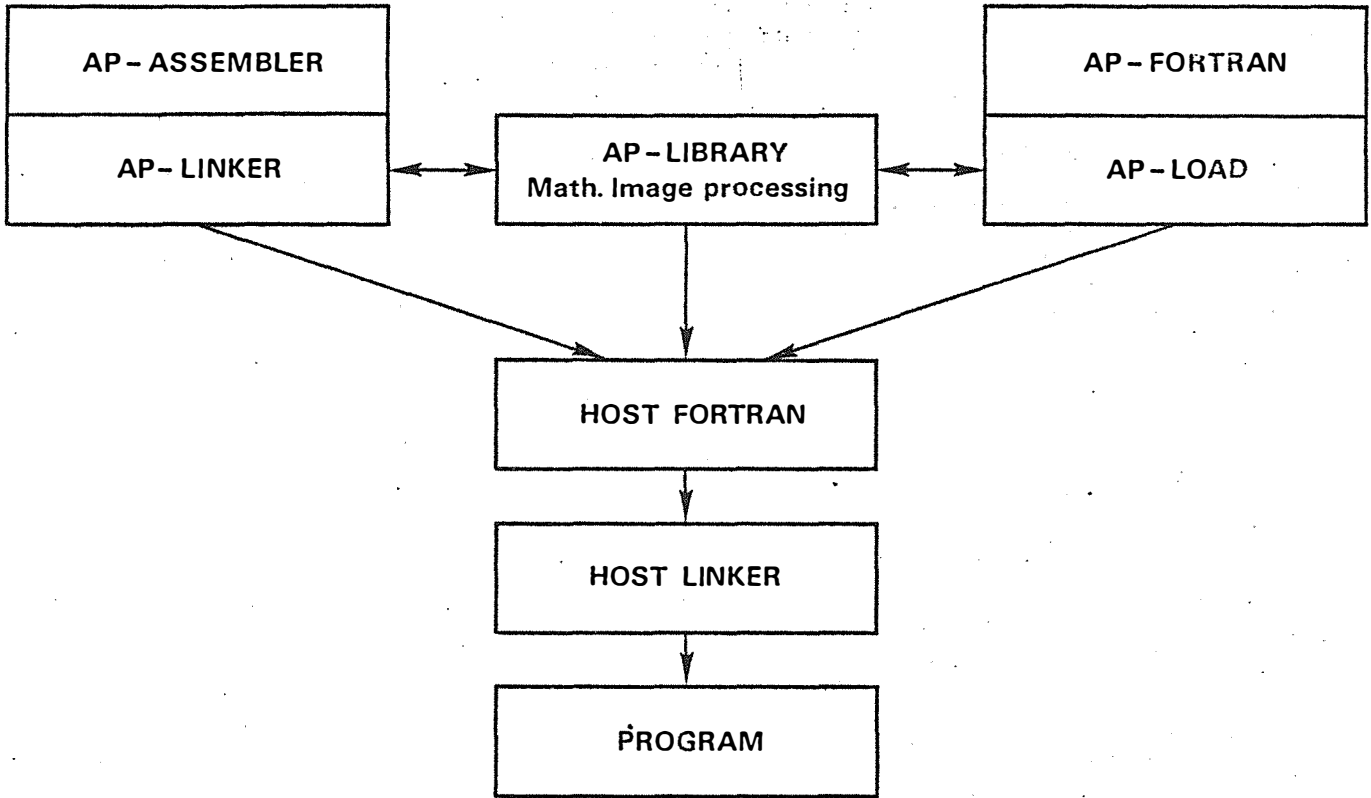 AP-ASSEMBLER
AP-LINKER
AP-LIBRARY
Math. Image processing
AP-FORTRAN
AP-LOAD
HOST FORTRAN
HOST LINKER
PROGRAM